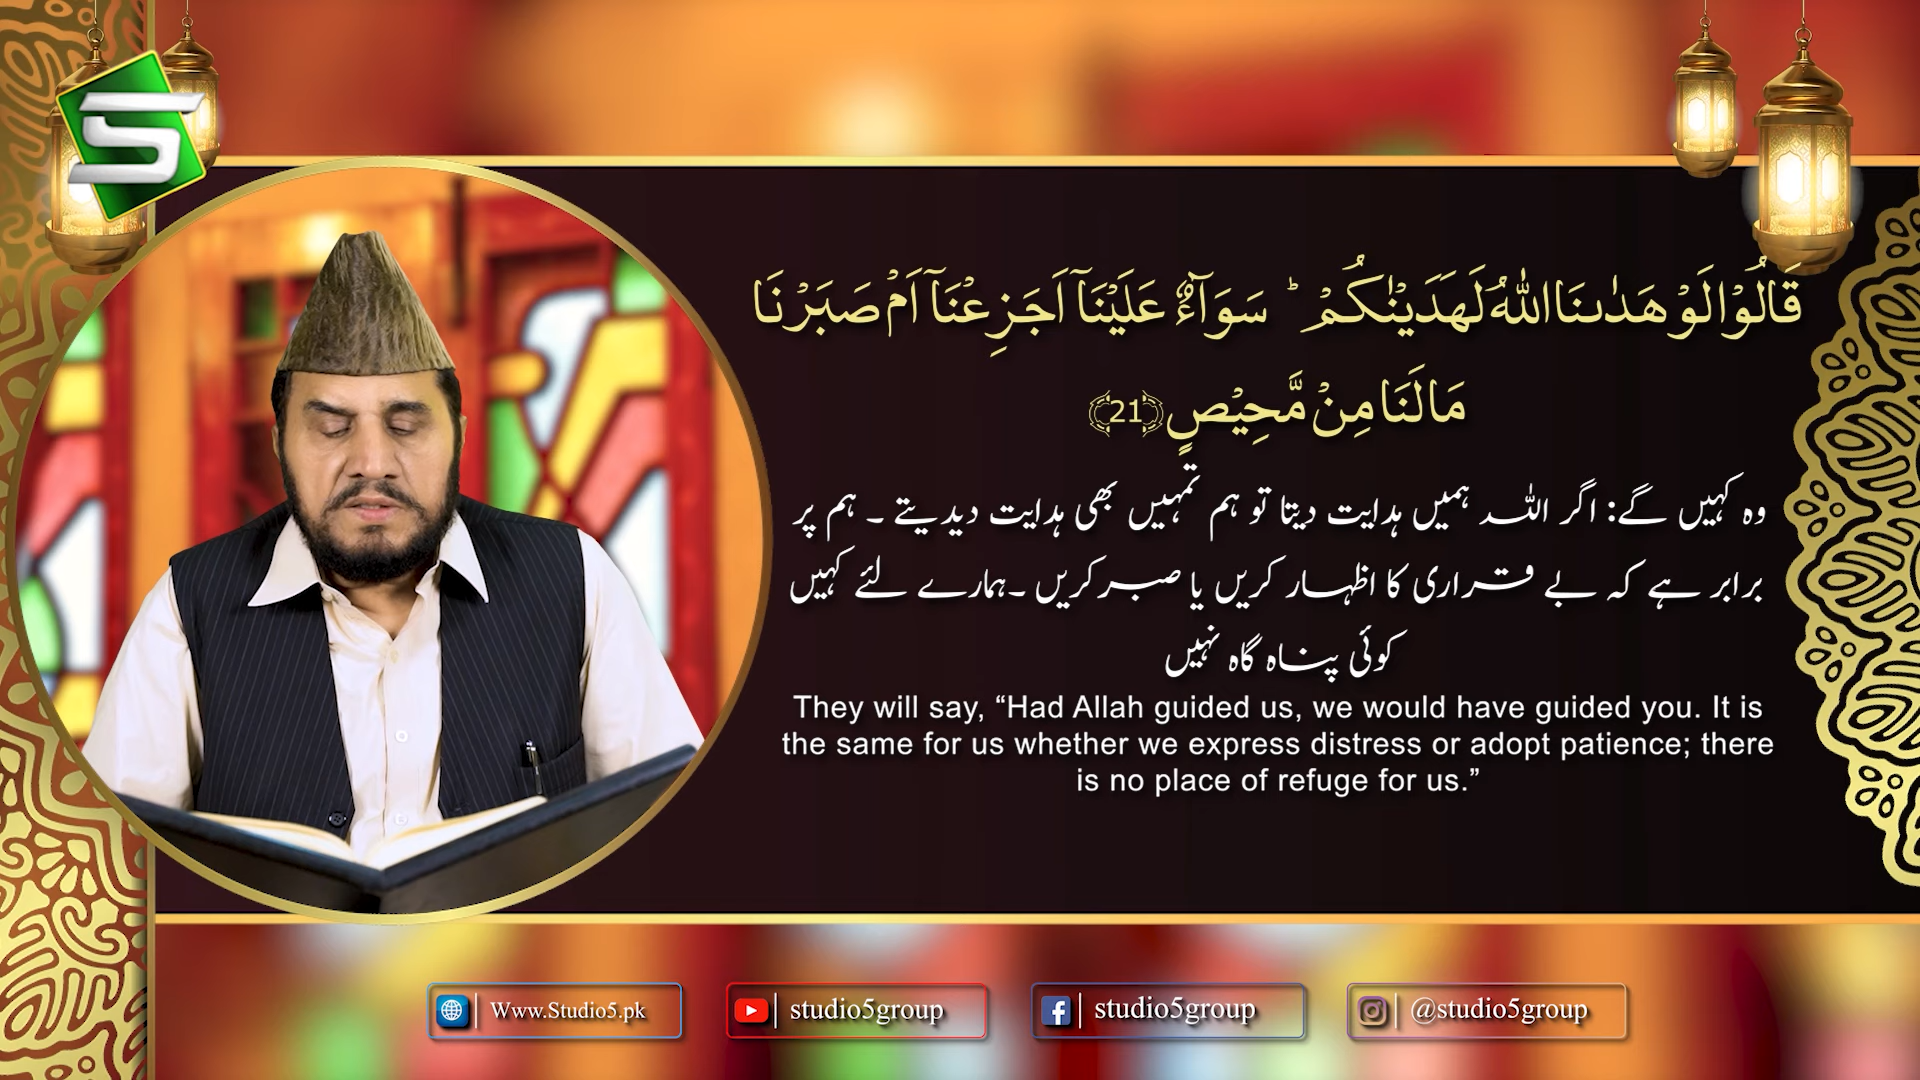 قَالُوْا لَوْ هَدٰىنَا اللّٰهُ لَهَدَيْنٰكُمْ ؕ سَوَآءٌ عَلَيْنَاۤ اَجَزِعْنَاۤ اَمْ صَبَرْنَا
مَا لَنَا مِنْ مَّحِيْصٍ ﴿21﴾
وہ کہیں گے: اگر اللہ ہمیں ہدایت دیتا تو ہم تمہیں بھی ہدایت دیدیتے ۔ ہم پر
برابر ہے کہ بے قراری کا اظہار کریں یا صبر کریں ۔ہمارے لئے کہیں
کوئی پناہ گاہ نہیں
They will say, “Had Allah guided us, we would have guided you. It is
the same for us whether we express distress or adopt patience; there
is no place of refuge for us.”
Www.Studio5.pk
studio5group
studio5group
@studio5group